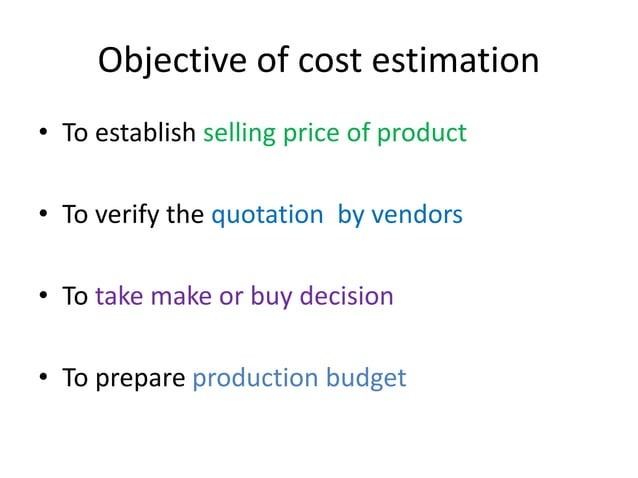 Objective of cost estimation
• To establish selling price of product
• To verify the quotation  by vendors
• To take make or buy decision
• To prepare production budget